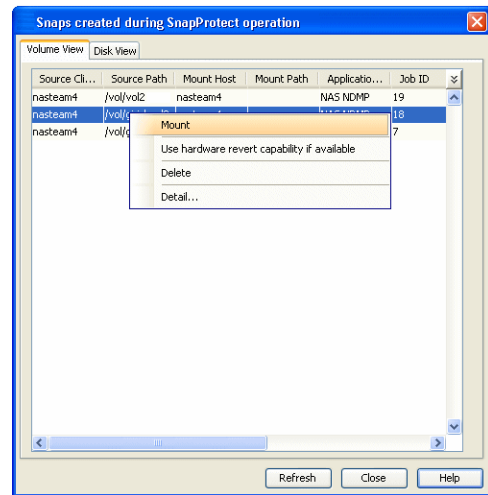 Snaps created during SnapProtect operation
Volume View Disk View
Source Cli... Source Path Mount Host Mount Path Applicatio... Job ID
nasteam4 /vol/vol2 nasteam4 NAS NDMP 19
nasteam4 18
nasteam4 7
Mount
Use hardware revert capability if available
Delete
Detail...
Refresh Close Help